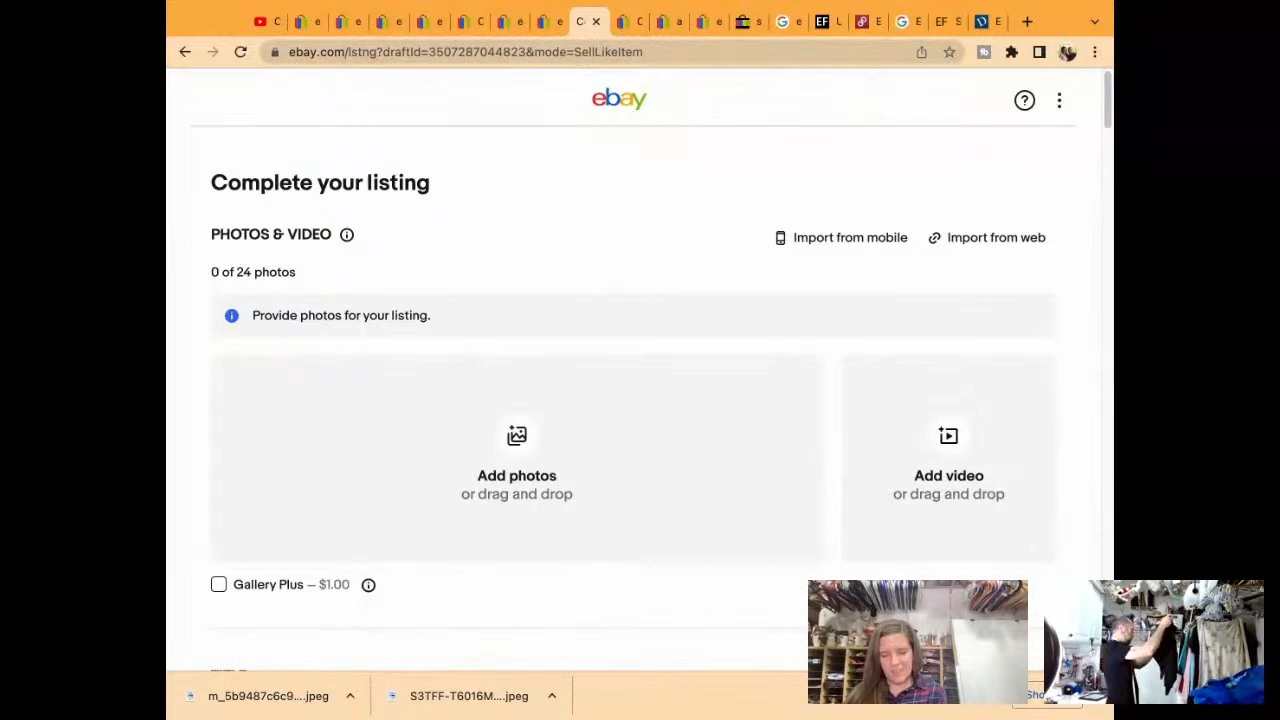 C e e e e C e e C C a e s e U E E S E
ebay.com/lstng?draftId=3507287044823&mode=SellLikeItem
ebay
Complete your listing
PHOTOS & VIDEO
Import from mobile Import from web
0 of 24 photos
Provide photos for your listing.
Add photos
or drag and drop
Add video
or drag and drop
Gallery Plus – $1.00
m_5b9487c6c9....jpeg S3TFF-T6016M....jpeg